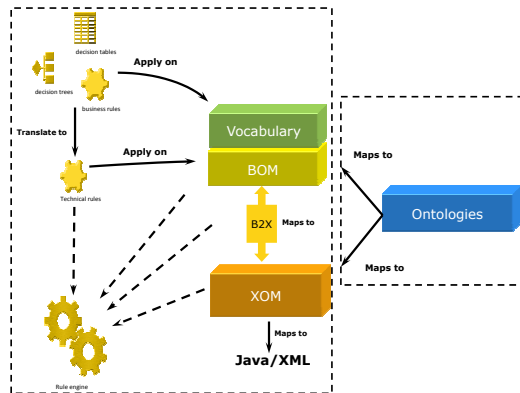 decision tables
Apply on
decision trees
business rules
Vocabulary
Translate to
Apply on
Maps to
BOM
Technical rules
B2X
Maps to
Ontologies
Maps to
XOM
Maps to
Java/XML
Rule engine